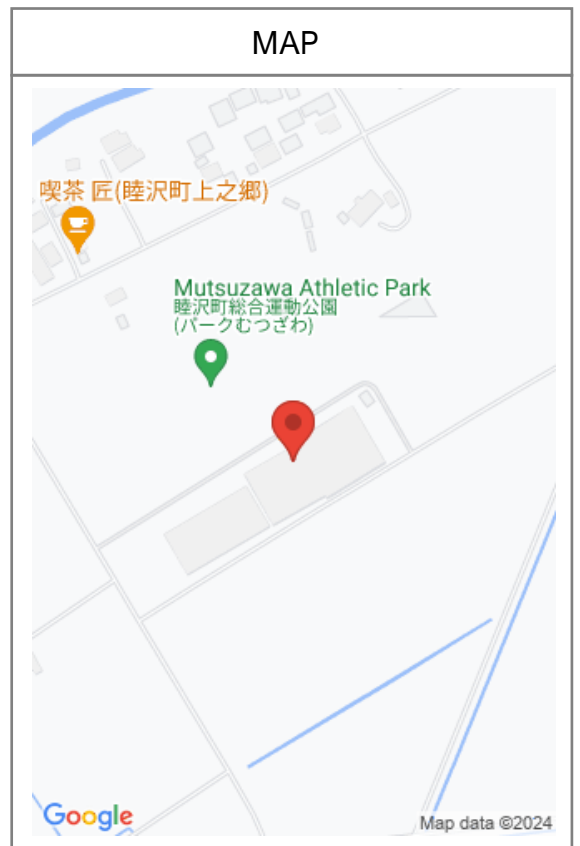 MAP
喫茶 匠(睦沢町上之郷)
Mutsuzawa Athletic Park
睦沢町総合運動公園
(パークむつざわ)
Google
Map data ©2024